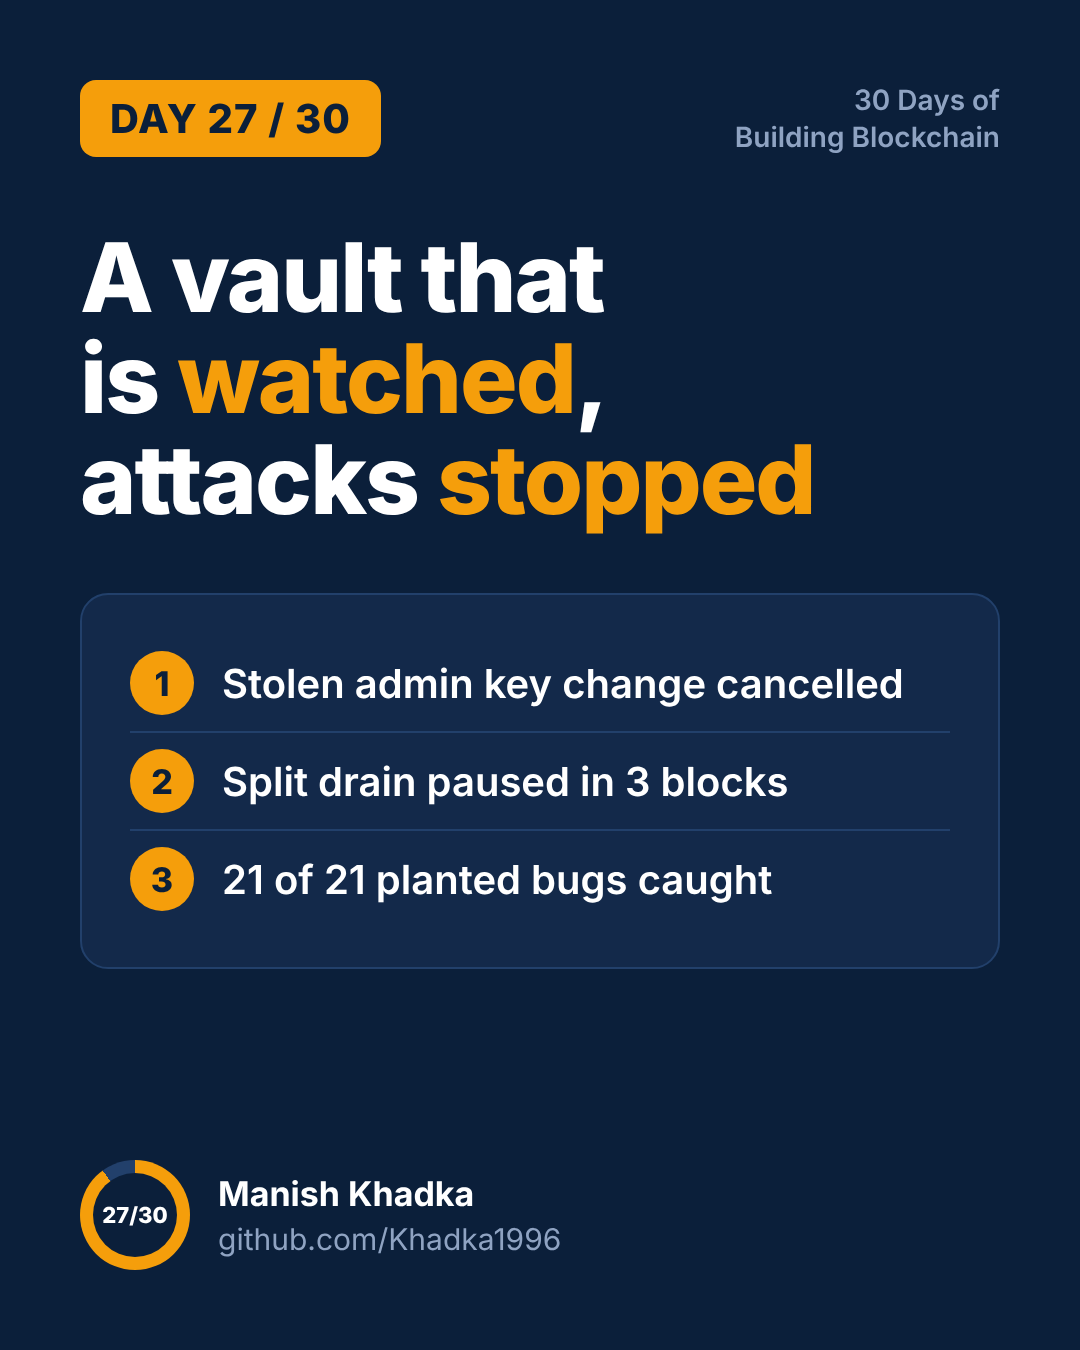 DAY 27 / 30
30 Days of
Building Blockchain
A vault that
is watched,
attacks stopped
1 Stolen admin key change cancelled
2 Split drain paused in 3 blocks
3 21 of 21 planted bugs caught
27/30
Manish Khadka
github.com/Khadka1996